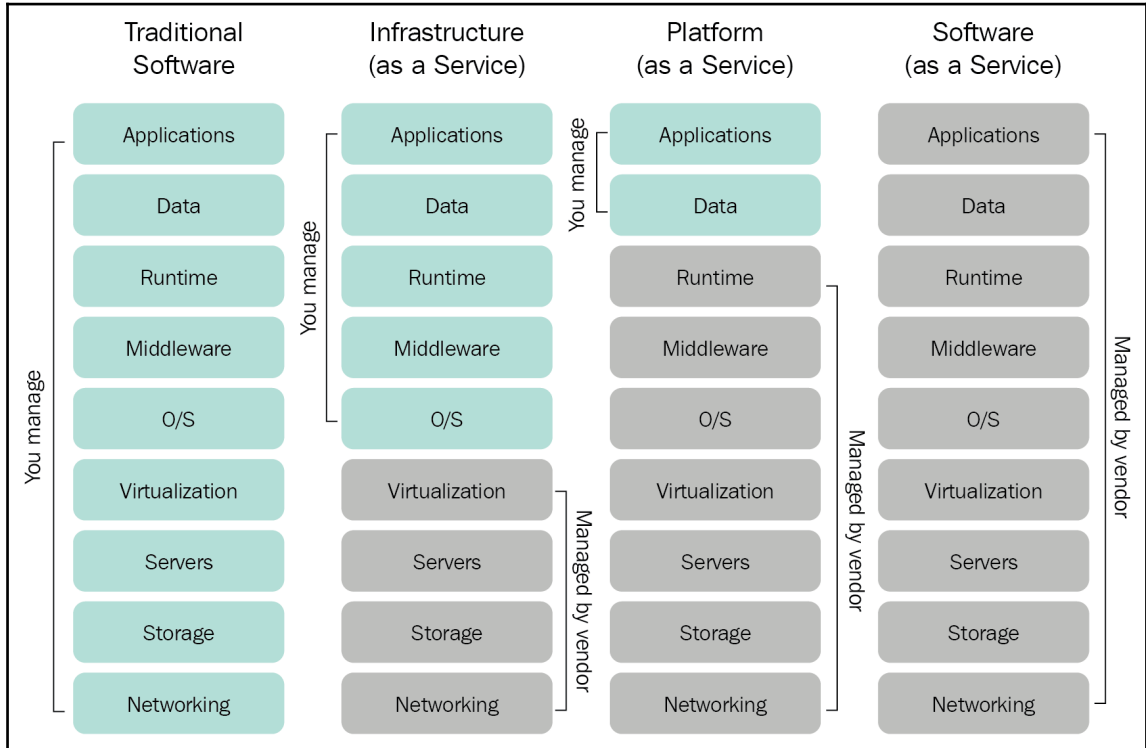 Traditional
Software
Infrastructure
(as a Service)
Platform
(as a Service)
Software
(as a Service)
You manage
Applications
Data
Runtime
Middleware
O/S
Virtualization
Servers
Storage
Networking
You manage
Applications
Data
Runtime
Middleware
O/S
Virtualization
Servers
Storage
Networking
Managed by vendor
You manage
Applications
Data
Runtime
Middleware
O/S
Virtualization
Servers
Storage
Networking
Managed by vendor
Applications
Data
Runtime
Middleware
O/S
Virtualization
Servers
Storage
Networking
Managed by vendor